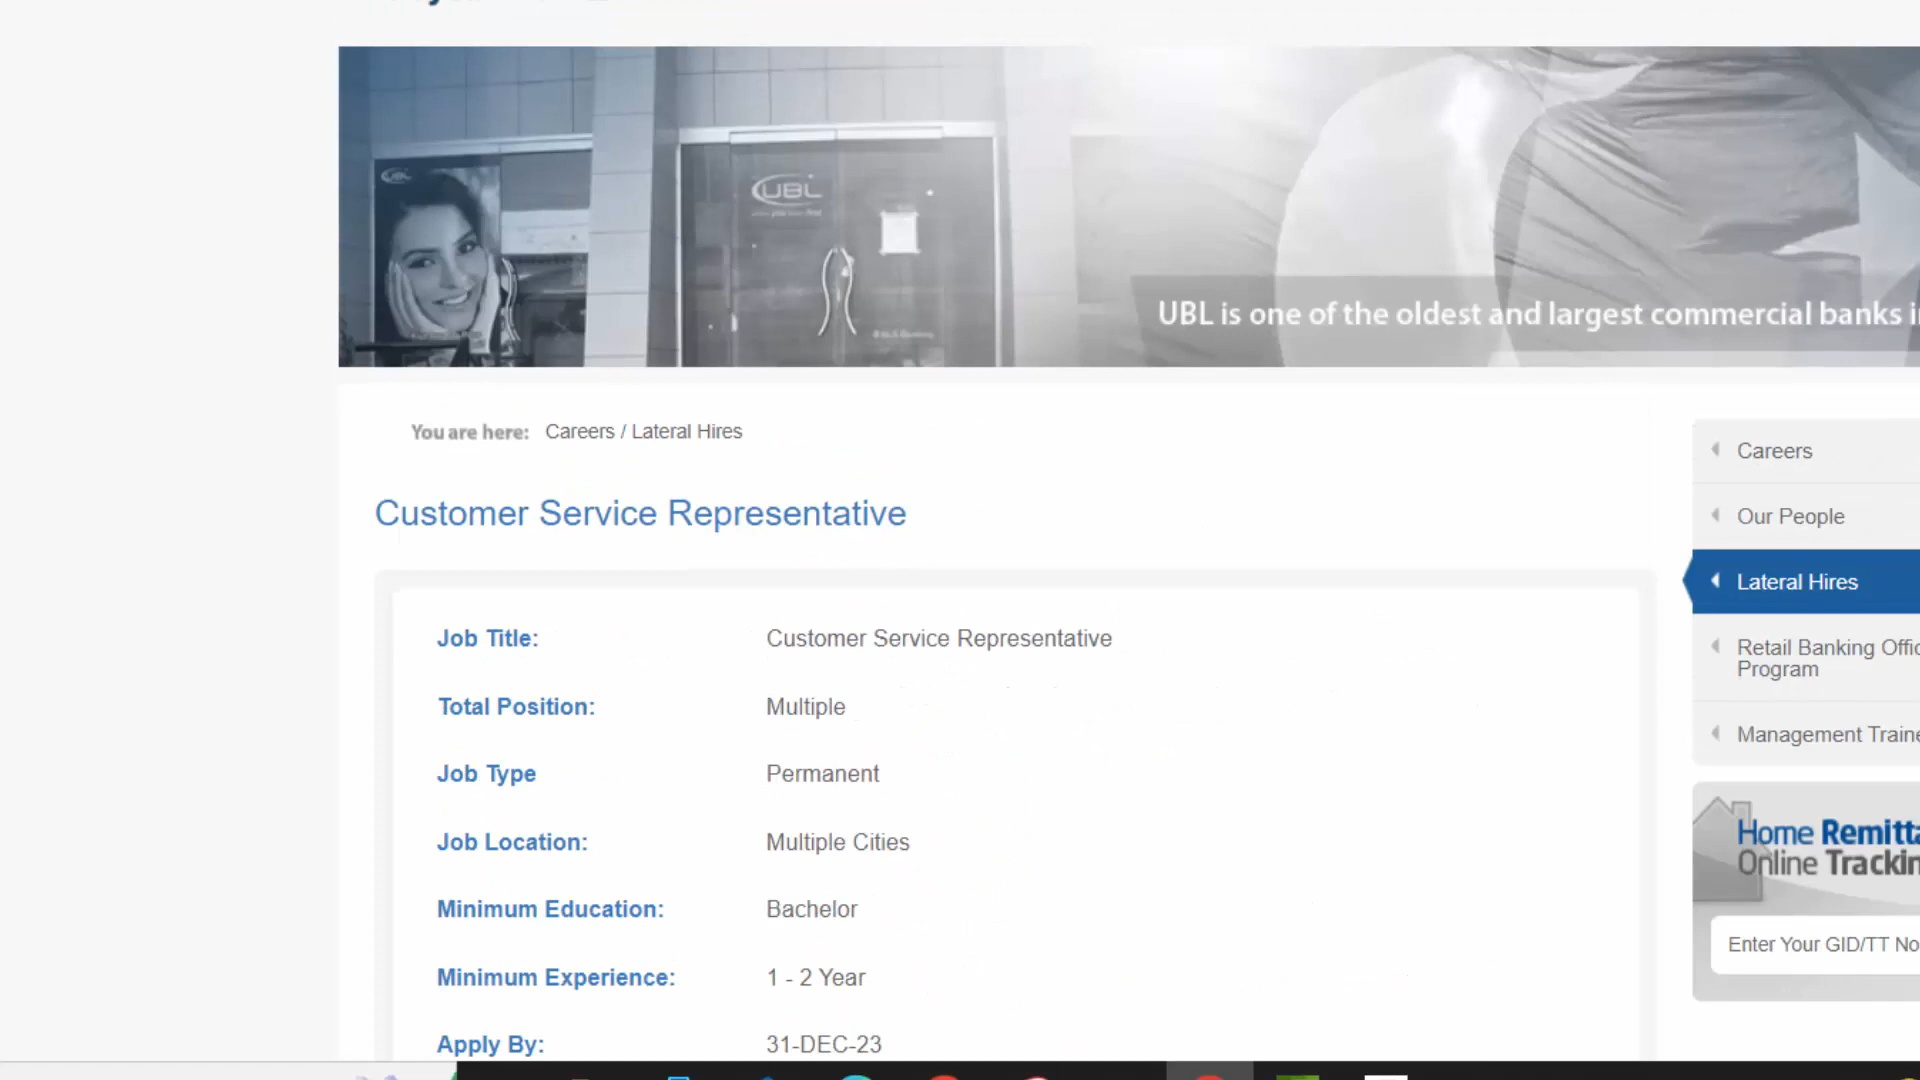 UBL
UBL
UBL is one of the oldest and largest commercial banks i
You are here: Careers / Lateral Hires
Customer Service Representative
Job Title: Customer Service Representative
Total Position: Multiple
Job Type Permanent
Job Location: Multiple Cities
Minimum Education: Bachelor
Minimum Experience: 1 - 2 Year
Apply By: 31-DEC-23
Careers
Our People
Lateral Hires
Retail Banking Offic
Program
Management Traine
Home Remitta
Online Trackin
Enter Your GID/TT No